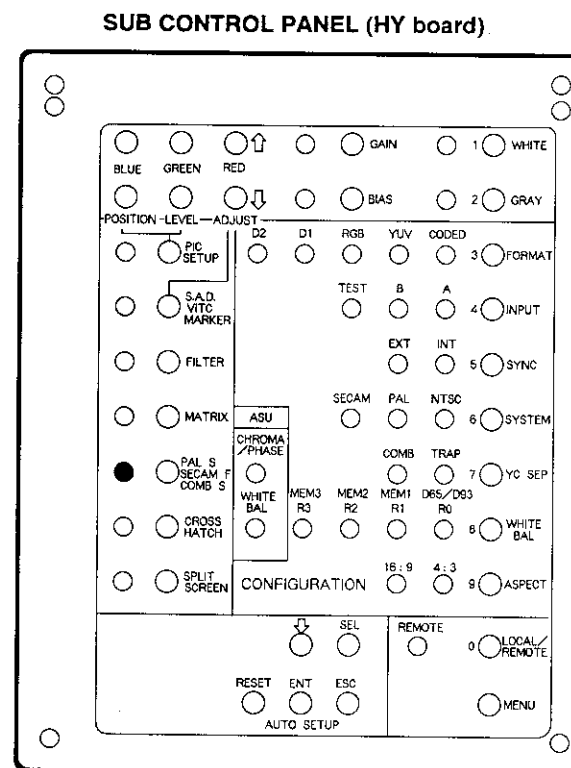 SUB CONTROL PANEL (HY board)
GAIN 1 WHITE
BLUE GREEN RED
BIAS 2 GRAY
POSITION LEVEL ADJUST
D2 D1 RGB YUV CODED
PIC
SETUP
3 FORMAT
TEST B A
S.A.D.
VITC
MARKER
4 INPUT
EXT INT
FILTER
5 SYNC
SECAM PAL NTSC
MATRIX ASU 6 SYSTEM
CHROMA
/PHASE
COMB TRAP
PAL S
SECAM F
COMB S
7 YC SEP
WHITE
BAL
MEM3 MEM2 MEM1 D65/D93
R3 R2 R1 R0
CROSS
HATCH
8 WHITE
BAL
16:9 4:3
SPLIT
SCREEN
CONFIGURATION 9 ASPECT
SEL REMOTE
0 LOCAL/
REMOTE
RESET ENT ESC
MENU
AUTO SETUP